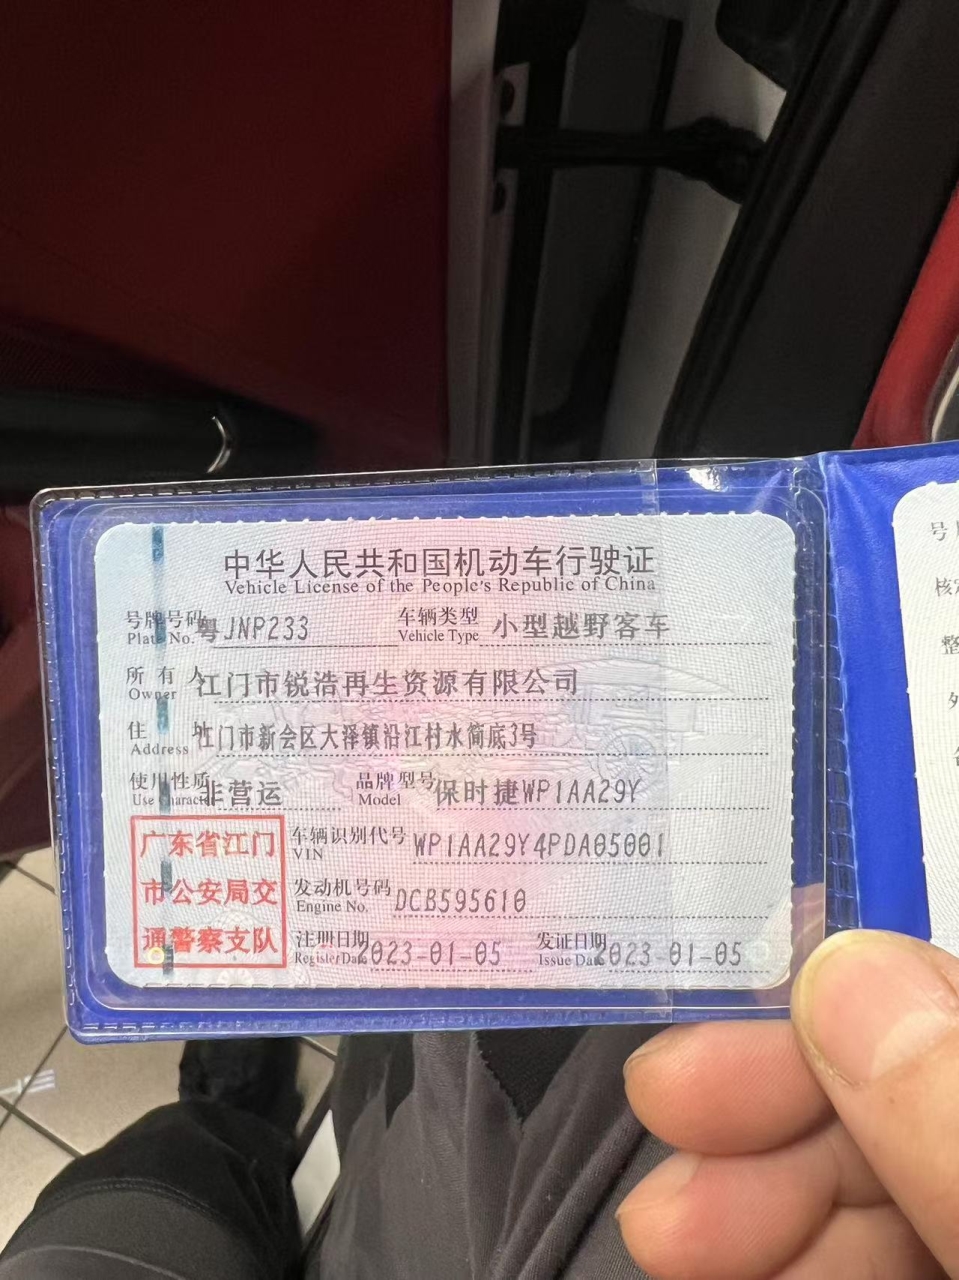 中华人民共和国机动车行驶证
Vehicle License of the People's Republic of China
号牌号码 Plate No. 粤JNP233 车辆类型 Vehicle Type 小型越野客车
所有人 Owner 江门市锐浩再生资源有限公司
住址 Address 江门市新会区大泽镇沿江村水筒底3号
使用性质 Use Character 非营运 品牌型号 Model 保时捷WP1AA29Y
车辆识别代号 VIN WP1AA29Y4PDA05001
发动机号码 Engine No. DCB595610
注册日期 Register Date 2023-01-05 发证日期 Issue Date 2023-01-05
广东省江门
市公安局交
通警察支队
号
核定
整
外